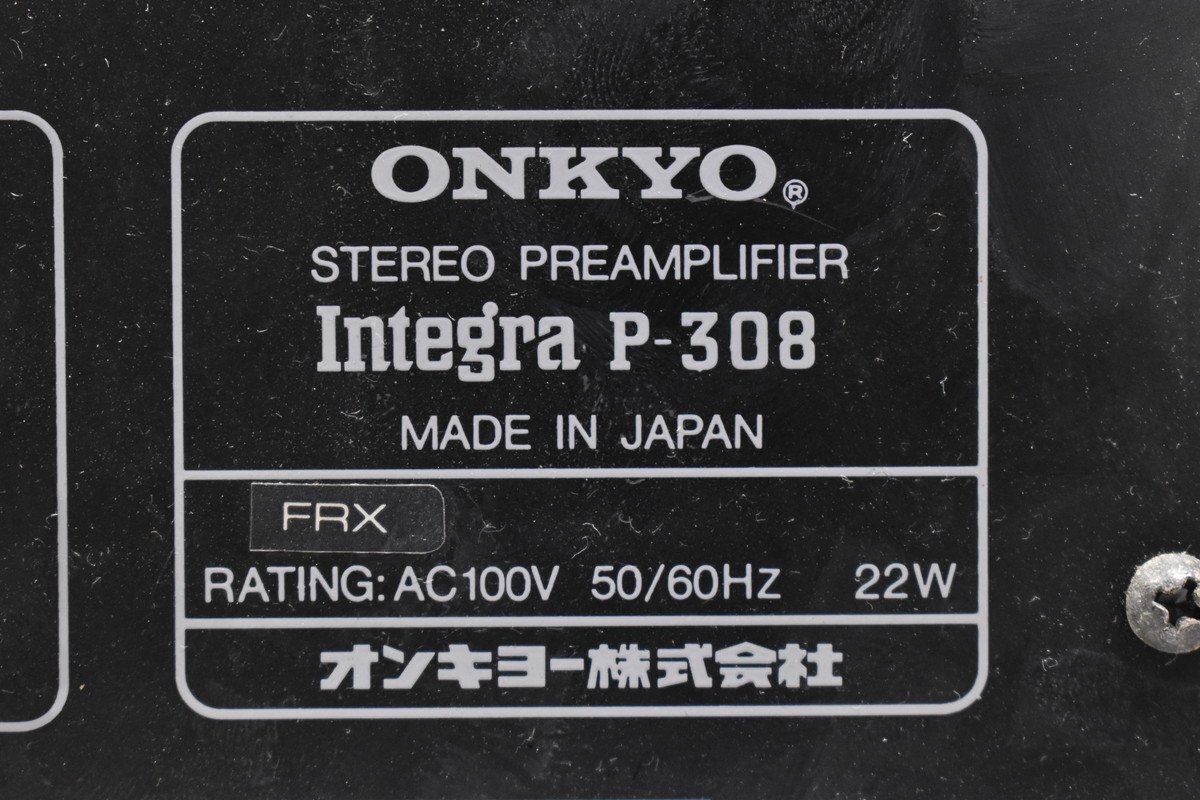 ONKYO®
STEREO PREAMPLIFIER
Integra P-308
MADE IN JAPAN
FRX
RATING: AC100V 50/60Hz 22W
オンキヨー株式会社